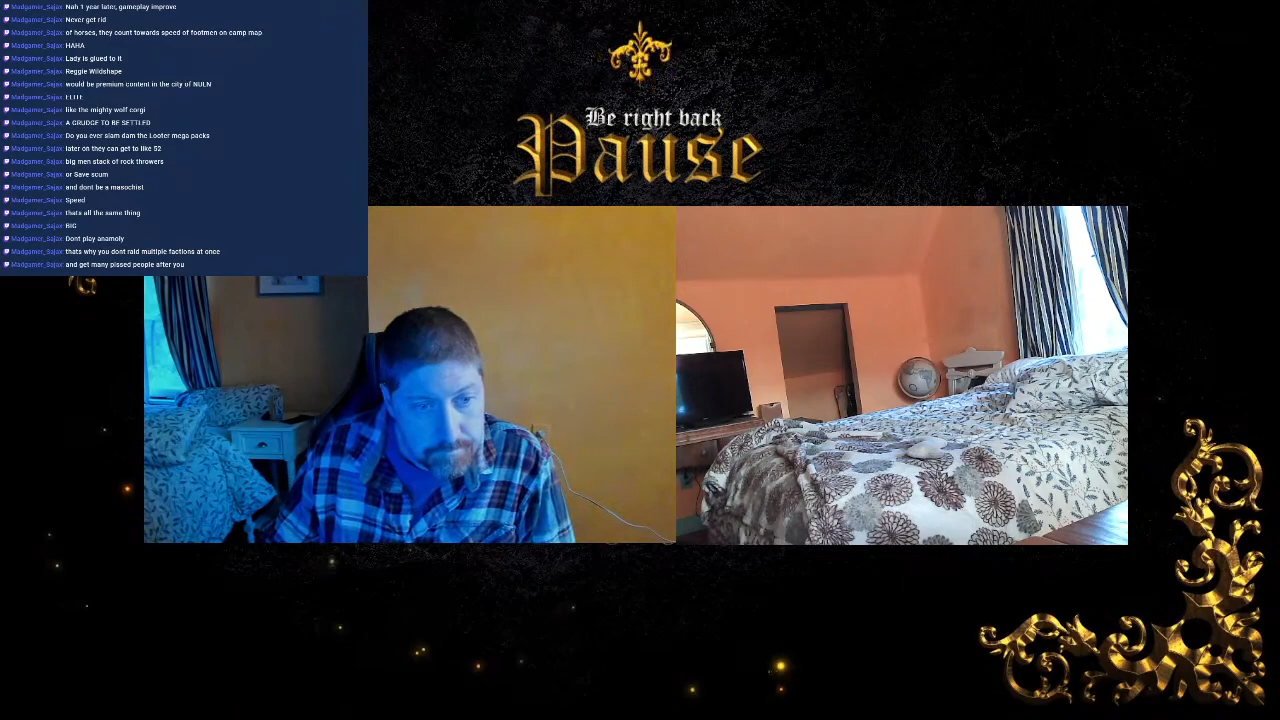 Madgamer_Sajax: Nah 1 year later, gameplay improve
Madgamer_Sajax: Never get rid
Madgamer_Sajax: of horses, they count towards speed of footmen on camp map
Madgamer_Sajax: HAHA
Madgamer_Sajax: Lady is glued to it
Madgamer_Sajax: Reggie Wildshape
Madgamer_Sajax: would be premium content in the city of NULN
Madgamer_Sajax: ELITE
Madgamer_Sajax: like the mighty wolf corgi
Madgamer_Sajax: A GRUDGE TO BE SETTLED
Madgamer_Sajax: Do you ever slam dam the Looter mega packs
Madgamer_Sajax: later on they can get to like 52
Madgamer_Sajax: big men stack of rock throwers
Madgamer_Sajax: or Save scum
Madgamer_Sajax: and dont be a masochist
Madgamer_Sajax: Speed
Madgamer_Sajax: thats all the same thing
Madgamer_Sajax: BIG
Madgamer_Sajax: Dont play anamoly
Madgamer_Sajax: thats why you dont raid multiple factions at once
Madgamer_Sajax: and get many pissed people after you
Be right back
Pause